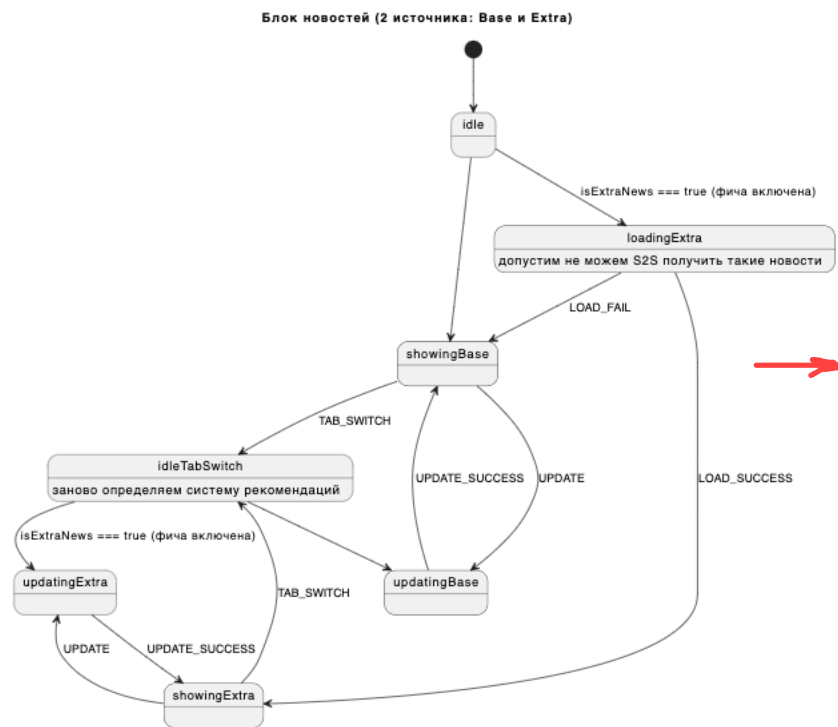 Блок новостей (2 источника: Base и Extra)
idle
isExtraNews === true (фича включена)
loadingExtra
допустим не можем S2S получить такие новости
LOAD_FAIL
showingBase
TAB_SWITCH
idleTabSwitch
заново определяем систему рекомендаций
UPDATE_SUCCESS
UPDATE
LOAD_SUCCESS
isExtraNews === true (фича включена)
updatingExtra
updatingBase
TAB_SWITCH
UPDATE
UPDATE_SUCCESS
showingExtra